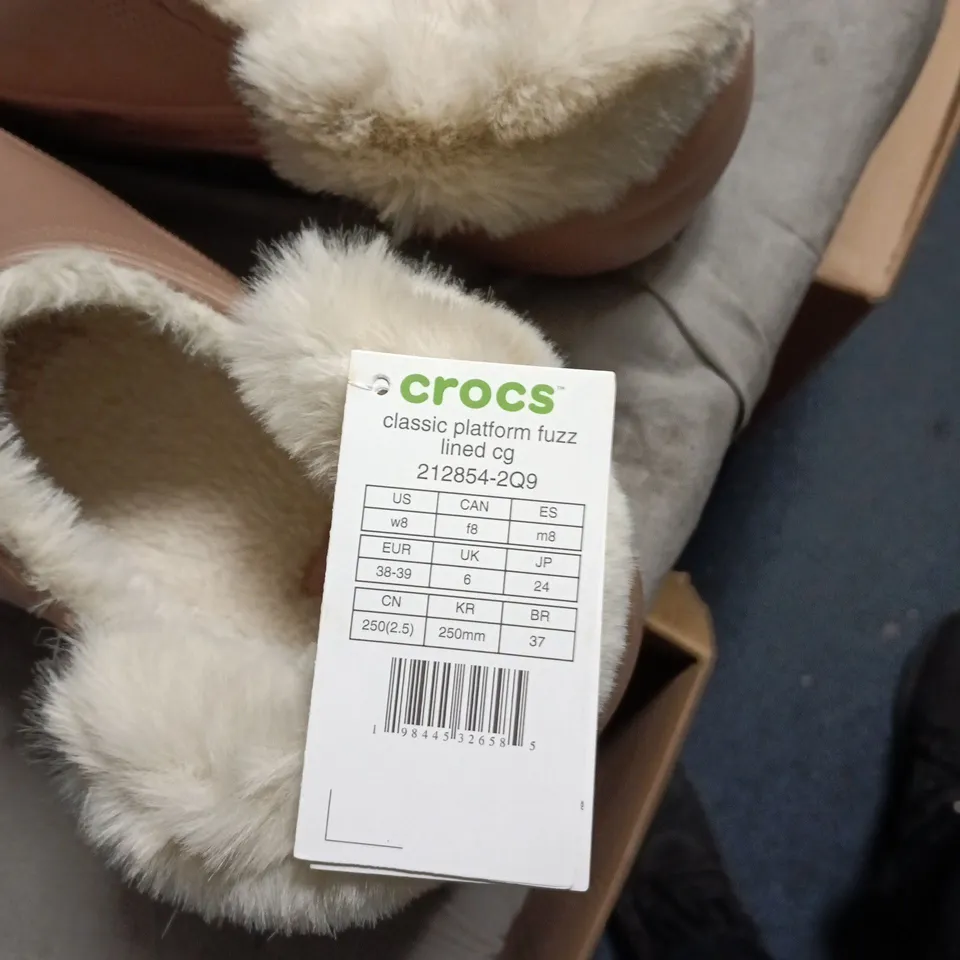 crocs™
classic platform fuzz
lined cg
212854-2Q9
US CAN ES
w8 f8 m8
EUR UK JP
38-39 6 24
CN KR BR
250(2.5) 250mm 37
1 98445 32658 5